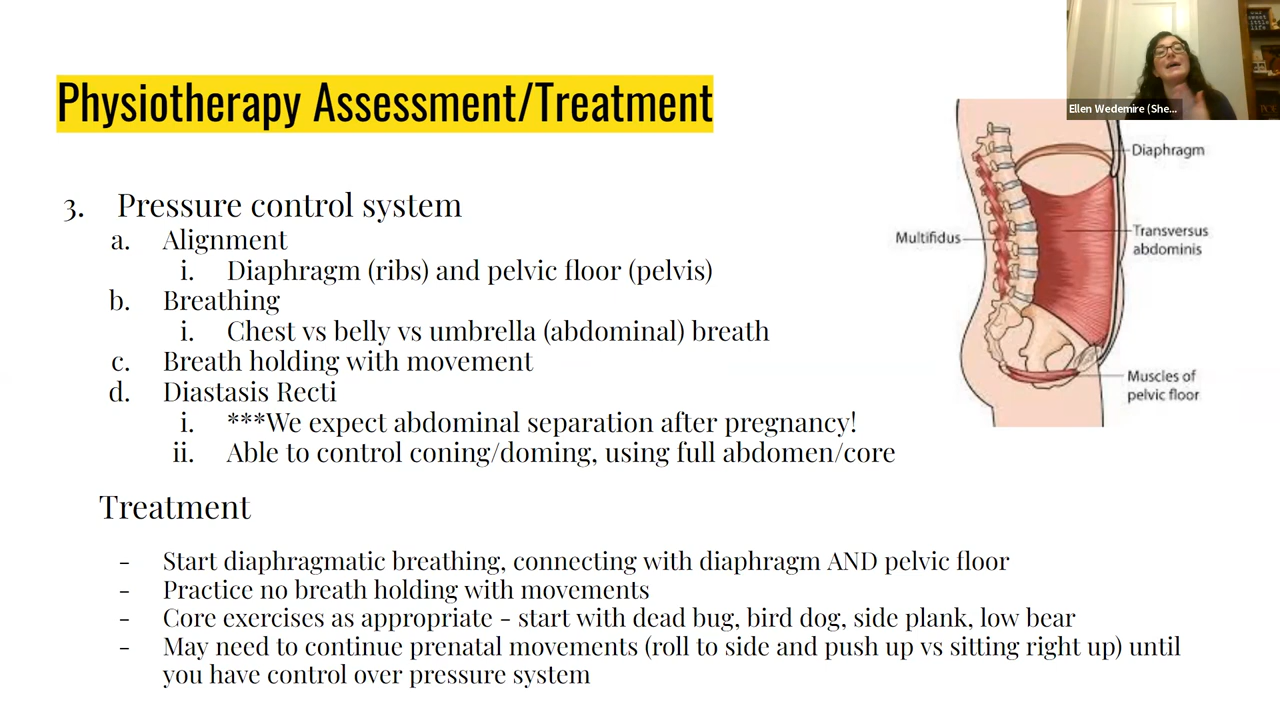 Physiotherapy Assessment/Treatment
Ellen Wedemire (She...
3. Pressure control system
a. Alignment
i. Diaphragm (ribs) and pelvic floor (pelvis)
b. Breathing
i. Chest vs belly vs umbrella (abdominal) breath
c. Breath holding with movement
d. Diastasis Recti
i. ***We expect abdominal separation after pregnancy!
ii. Able to control coning/doming, using full abdomen/core
Diaphragm
Multifidus
Transversus
abdominis
Muscles of
pelvic floor
Treatment
- Start diaphragmatic breathing, connecting with diaphragm AND pelvic floor
- Practice no breath holding with movements
- Core exercises as appropriate - start with dead bug, bird dog, side plank, low bear
- May need to continue prenatal movements (roll to side and push up vs sitting right up) until
you have control over pressure system